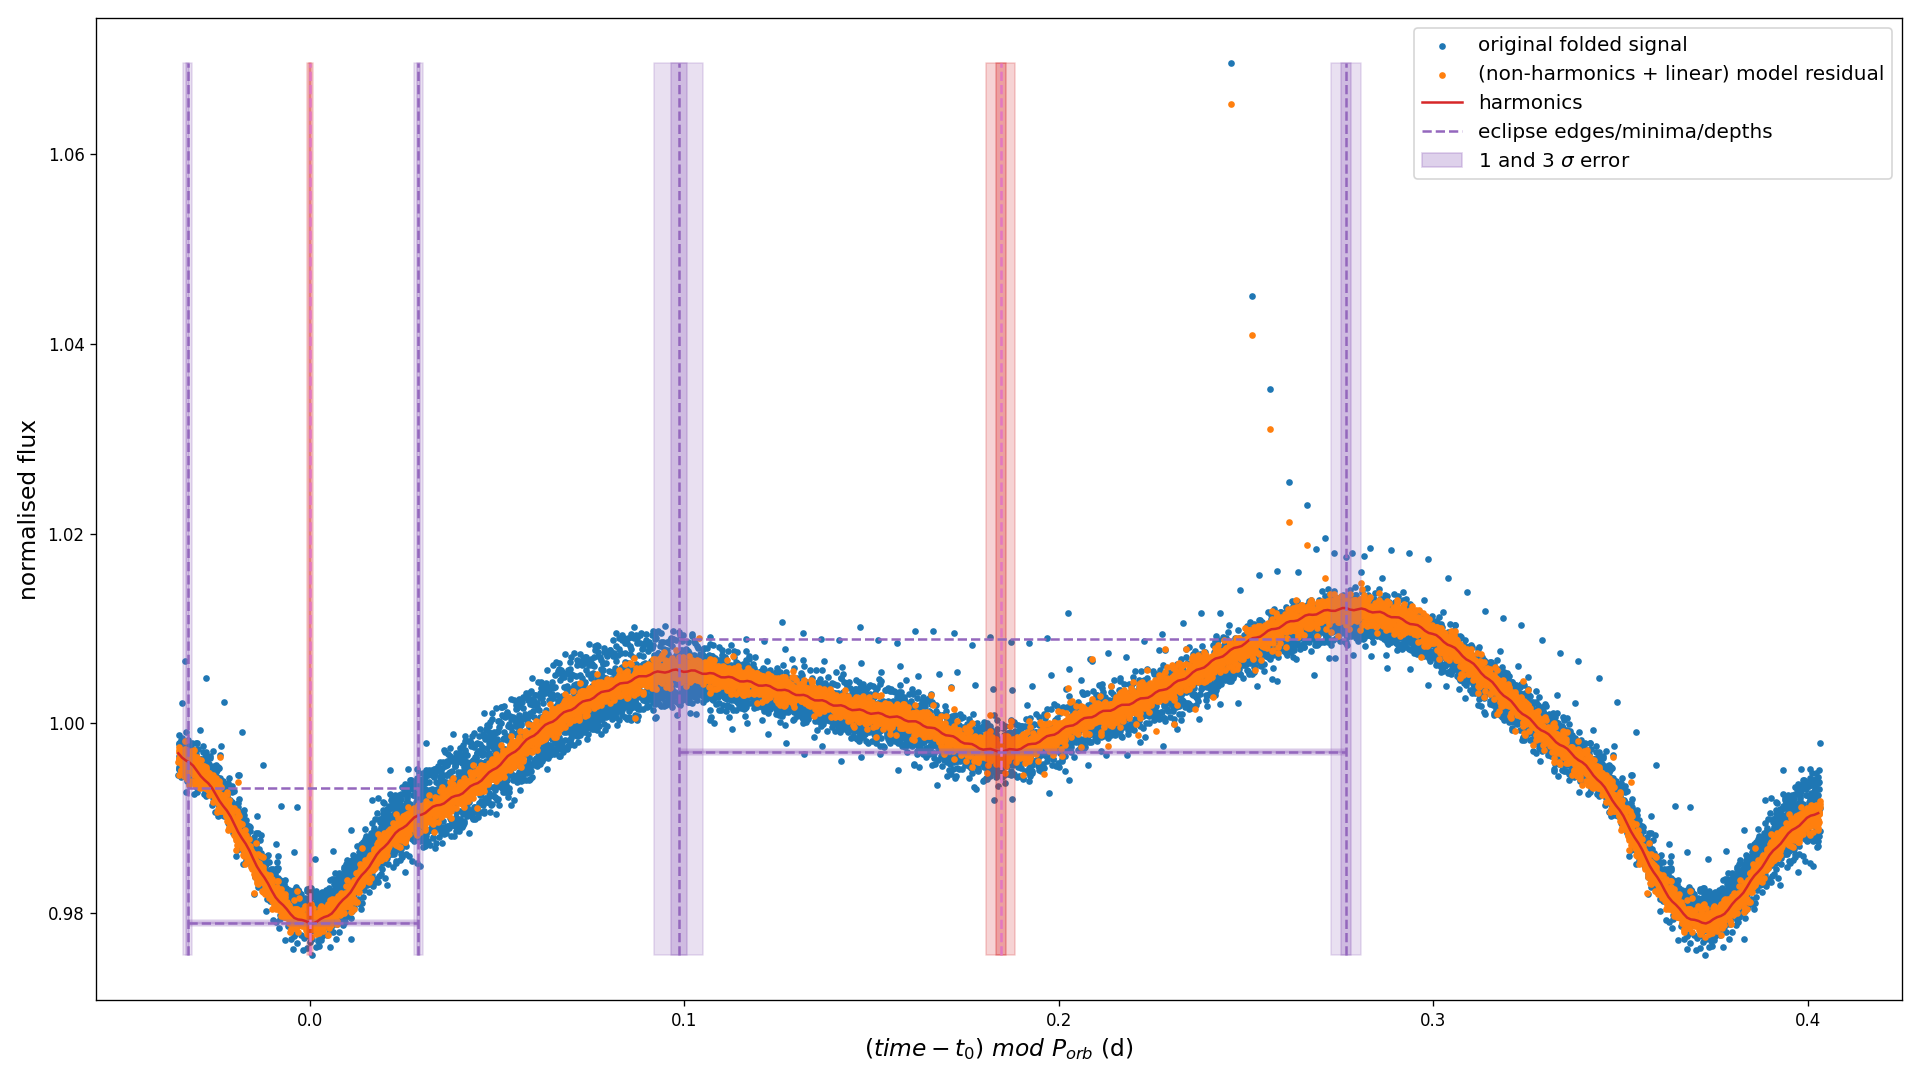 original folded signal
(non-harmonics + linear) model residual
harmonics
eclipse edges/minima/depths
1 and 3 σ error
1.06
1.04
1.02
1.00
0.98
normalised flux
0.0 0.1 0.2 0.3 0.4
(time − t₀) mod Pₒᵣᵦ (d)